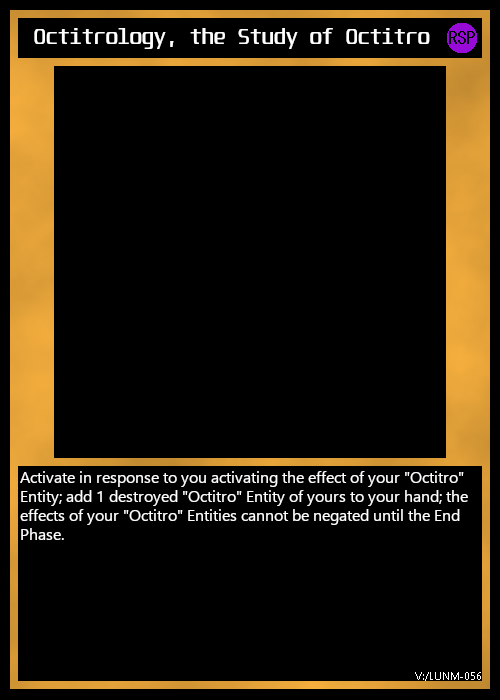 Octitrology, the Study of Octitro RSP
Activate in response to you activating the effect of your "Octitro"
Entity; add 1 destroyed "Octitro" Entity of yours to your hand; the
effects of your "Octitro" Entities cannot be negated until the End
Phase.
V:/LUNM-056